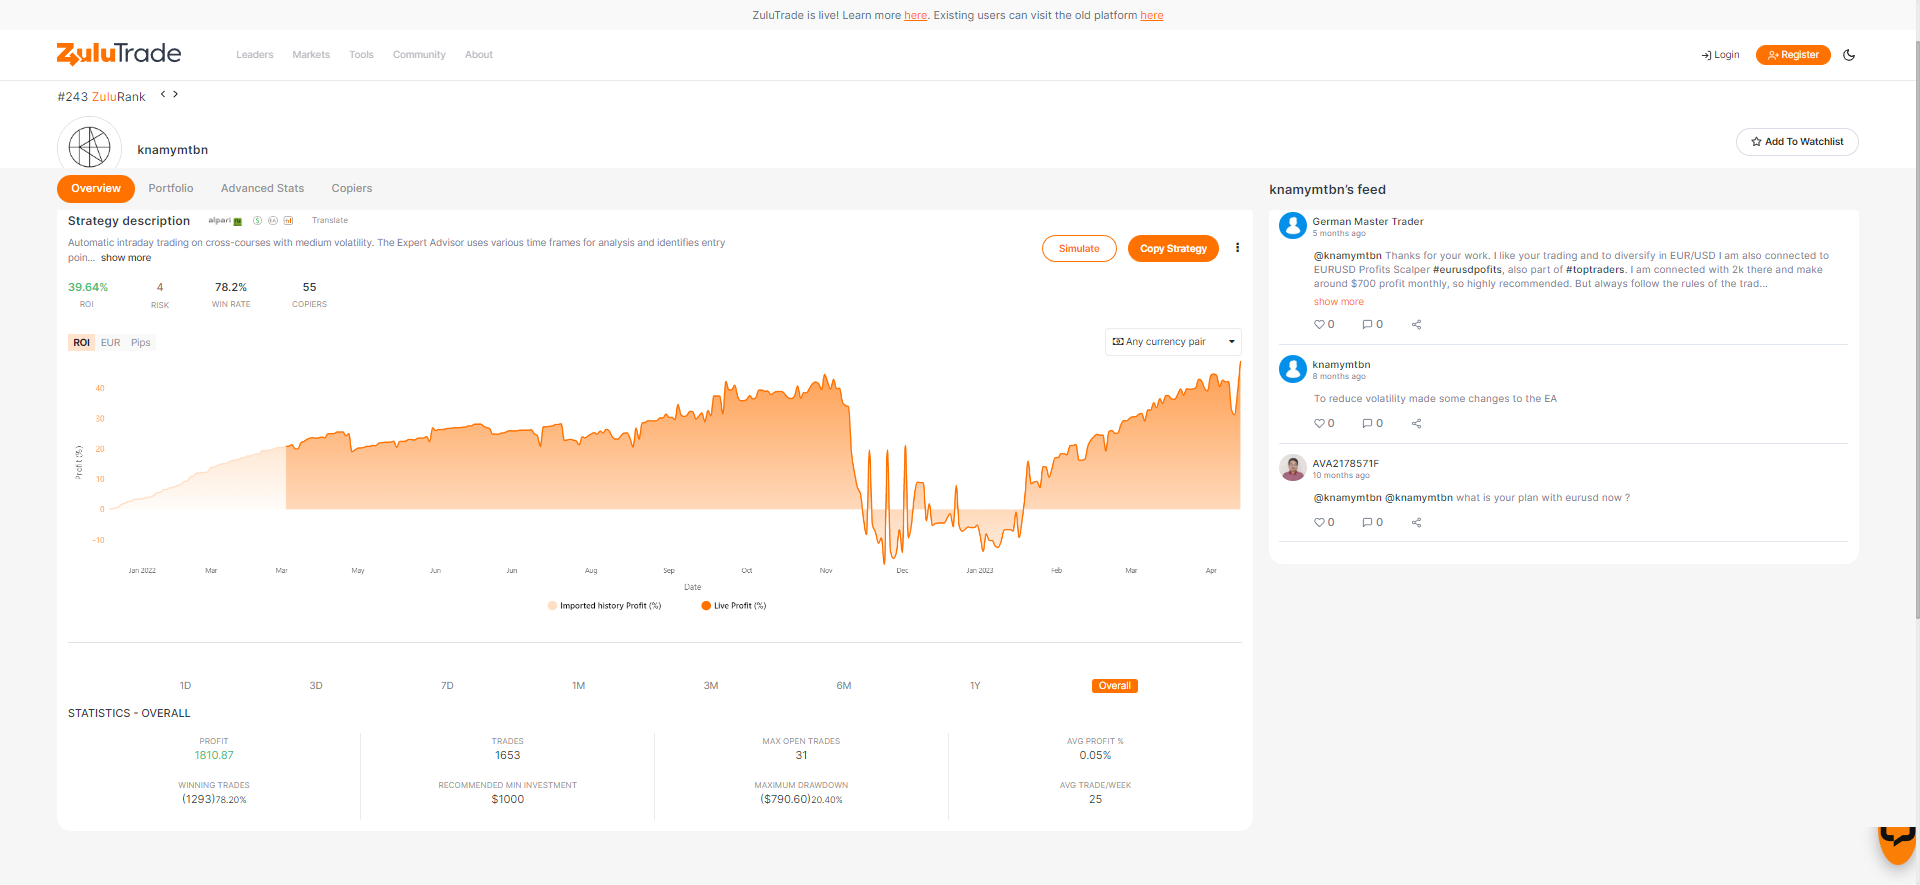 ZuluTrade is live! Learn more here. Existing users can visit the old platform here
ZuluTrade
Leaders Markets Tools Community About
Login Register
#243 ZuluRank
knamymtbn
Add To Watchlist
Overview Portfolio Advanced Stats Copiers
Strategy description alpari Translate
Automatic intraday trading on cross-courses with medium volatility. The Expert Advisor uses various time frames for analysis and identifies entry
poin... show more
Simulate Copy Strategy
39.64% 4 78.2% 55
ROI RISK WIN RATE COPIERS
ROI EUR Pips
Any currency pair
40
30
20
10
0
-10
Profit (%)
Jan 2022 Mar Mar May Jun Jun Aug Sep Oct Nov Dec Jan 2023 Feb Mar Apr
Date
Imported history Profit (%) Live Profit (%)
1D 3D 7D 1M 3M 6M 1Y Overall
STATISTICS - OVERALL
PROFIT TRADES MAX OPEN TRADES AVG PROFIT %
1810.87 1653 31 0.05%
WINNING TRADES RECOMMENDED MIN INVESTMENT MAXIMUM DRAWDOWN AVG TRADE/WEEK
(1293)78.20% $1000 ($790.60)20.40% 25
knamymtbn's feed
German Master Trader
5 months ago
@knamymtbn Thanks for your work. I like your trading and to diversify in EUR/USD I am also connected to
EURUSD Profits Scalper #eurusdpofits, also part of #toptraders. I am connected with 2k there and make
around $700 profit monthly, so highly recommended. But always follow the rules of the trad...
show more
0 0
knamymtbn
8 months ago
To reduce volatility made some changes to the EA
0 0
AVA2178571F
10 months ago
@knamymtbn @knamymtbn what is your plan with eurusd now ?
0 0